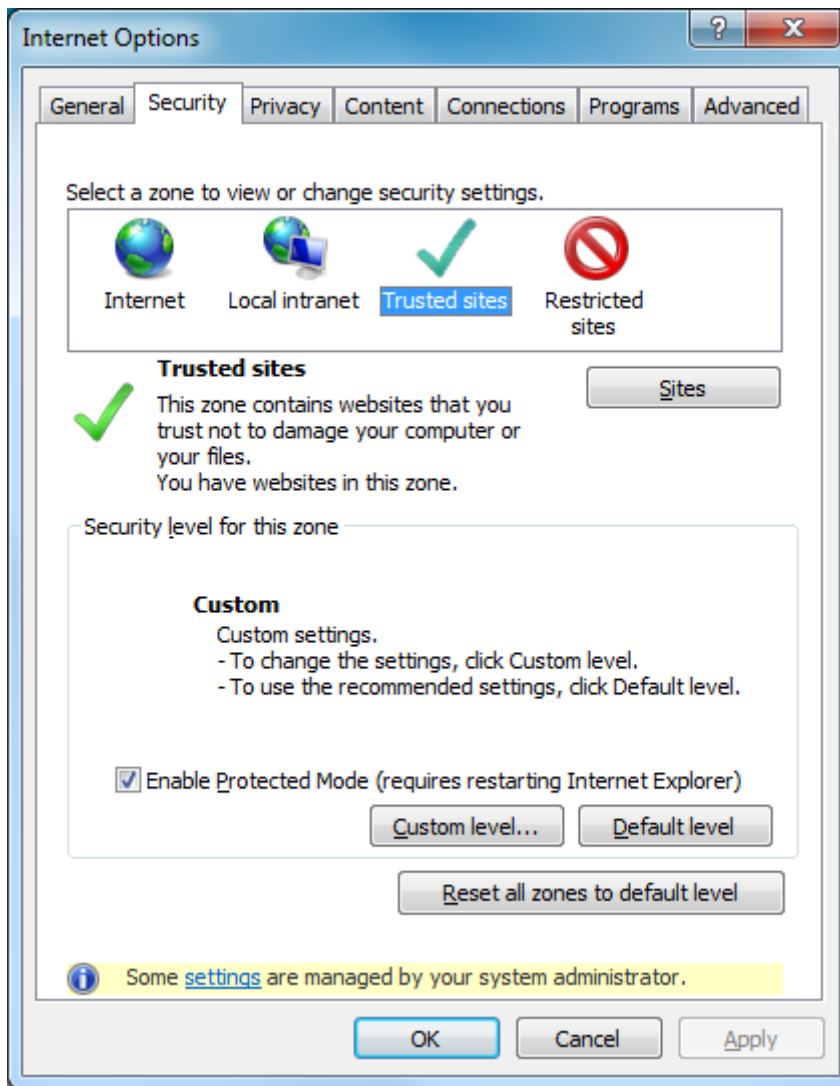 Internet Options
?
X
General Security Privacy Content Connections Programs Advanced
Select a zone to view or change security settings.
Internet Local intranet Trusted sites Restricted
sites
Trusted sites
Sites
This zone contains websites that you
trust not to damage your computer or
your files.
You have websites in this zone.
Security level for this zone
Custom
Custom settings.
- To change the settings, click Custom level.
- To use the recommended settings, click Default level.
Enable Protected Mode (requires restarting Internet Explorer)
Custom level... Default level
Reset all zones to default level
Some settings are managed by your system administrator.
OK Cancel Apply